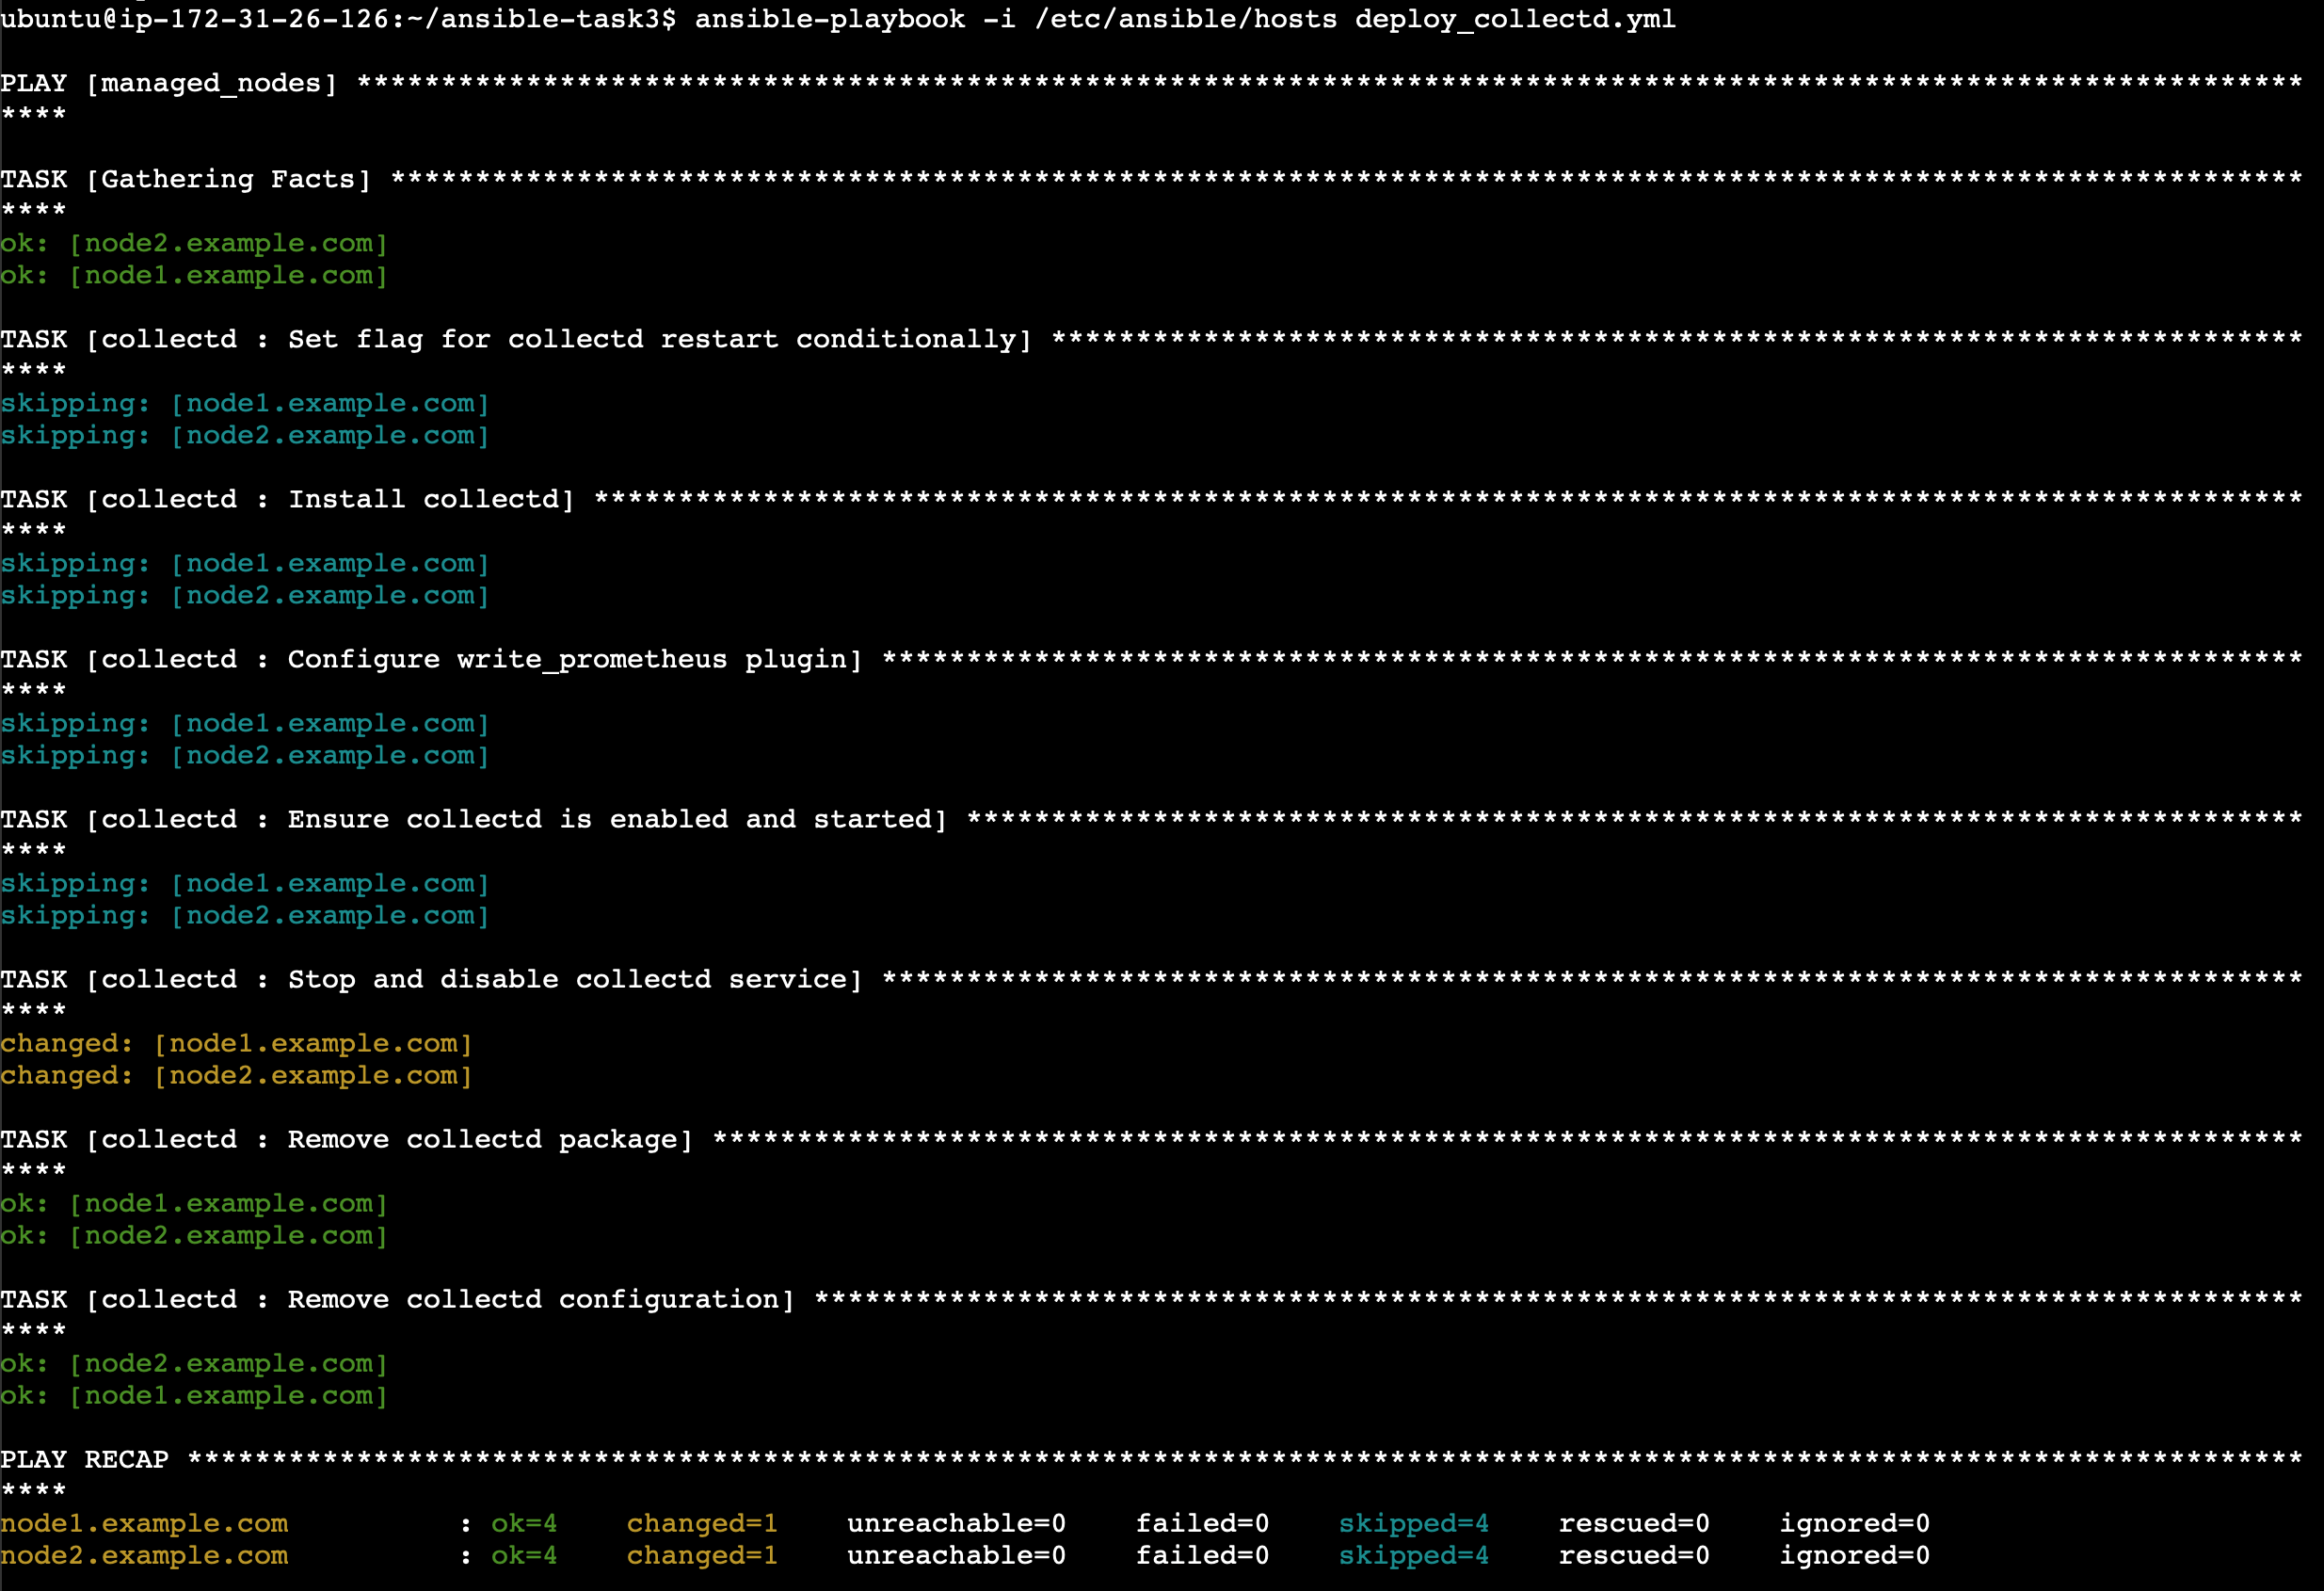 ubuntu@ip-172-31-26-126:~/ansible-task3$ ansible-playbook -i /etc/ansible/hosts deploy_collectd.yml
PLAY [managed_nodes] *******************************************************************************************************************
****
TASK [Gathering Facts] *****************************************************************************************************************
****
ok: [node2.example.com]
ok: [node1.example.com]
TASK [collectd : Set flag for collectd restart conditionally] **************************************************************************
****
skipping: [node1.example.com]
skipping: [node2.example.com]
TASK [collectd : Install collectd] *****************************************************************************************************
****
skipping: [node1.example.com]
skipping: [node2.example.com]
TASK [collectd : Configure write_prometheus plugin] ************************************************************************************
****
skipping: [node1.example.com]
skipping: [node2.example.com]
TASK [collectd : Ensure collectd is enabled and started] *******************************************************************************
****
skipping: [node1.example.com]
skipping: [node2.example.com]
TASK [collectd : Stop and disable collectd service] ************************************************************************************
****
changed: [node1.example.com]
changed: [node2.example.com]
TASK [collectd : Remove collectd package] **********************************************************************************************
****
ok: [node1.example.com]
ok: [node2.example.com]
TASK [collectd : Remove collectd configuration] ****************************************************************************************
****
ok: [node2.example.com]
ok: [node1.example.com]
PLAY RECAP *****************************************************************************************************************************
****
node1.example.com          : ok=4    changed=1    unreachable=0    failed=0    skipped=4    rescued=0    ignored=0
node2.example.com          : ok=4    changed=1    unreachable=0    failed=0    skipped=4    rescued=0    ignored=0